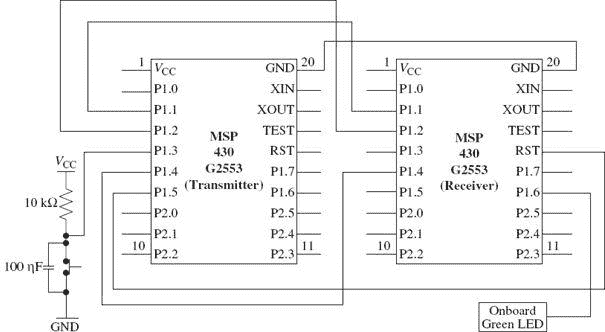 1 VCC GND 20 1 VCC GND 20
P1.0 XIN P1.0 XIN
P1.1 XOUT P1.1 XOUT
P1.2 TEST P1.2 TEST
P1.3 RST P1.3 RST
P1.4 P1.7 P1.4 P1.7
P1.5 P1.6 P1.5 P1.6
P2.0 P2.5 P2.0 P2.5
P2.1 P2.4 P2.1 P2.4
10 P2.2 P2.3 11 10 P2.2 P2.3 11
MSP
430
G2553
(Transmitter)
MSP
430
G2553
(Receiver)
VCC
10 kΩ
100 ηF
GND
Onboard
Green LED